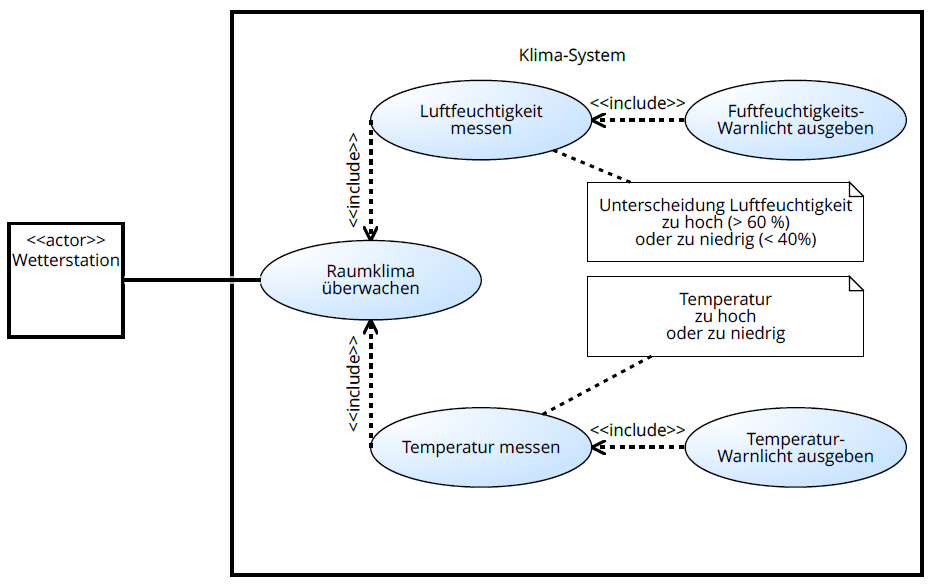 Klima-System
Luftfeuchtigkeit
messen
<<include>>
Fuftfeuchtigkeits-
Warnlicht ausgeben
<<include>>
Unterscheidung Luftfeuchtigkeit
zu hoch (> 60 %)
oder zu niedrig (< 40%)
<<actor>>
Wetterstation
Raumklima
überwachen
Temperatur
zu hoch
oder zu niedrig
<<include>>
Temperatur messen
<<include>>
Temperatur-
Warnlicht ausgeben